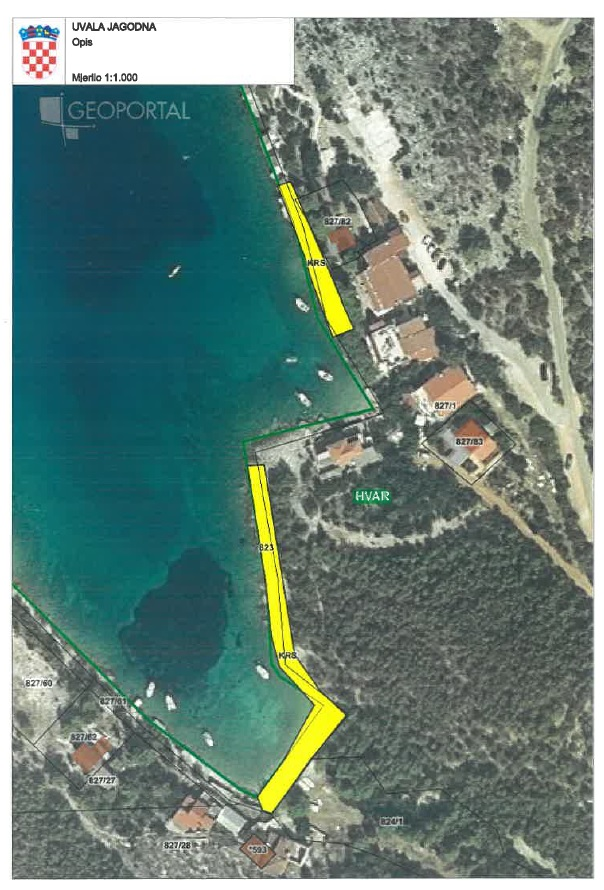 UVALA JAGODNA
Opis
Mjerilo 1:1.000
GEOPORTAL
827/82
KRS
827/1
827/83
HVAR
823
KRS
827/60
827/61
827/62
827/27
827/28
*593
824/1